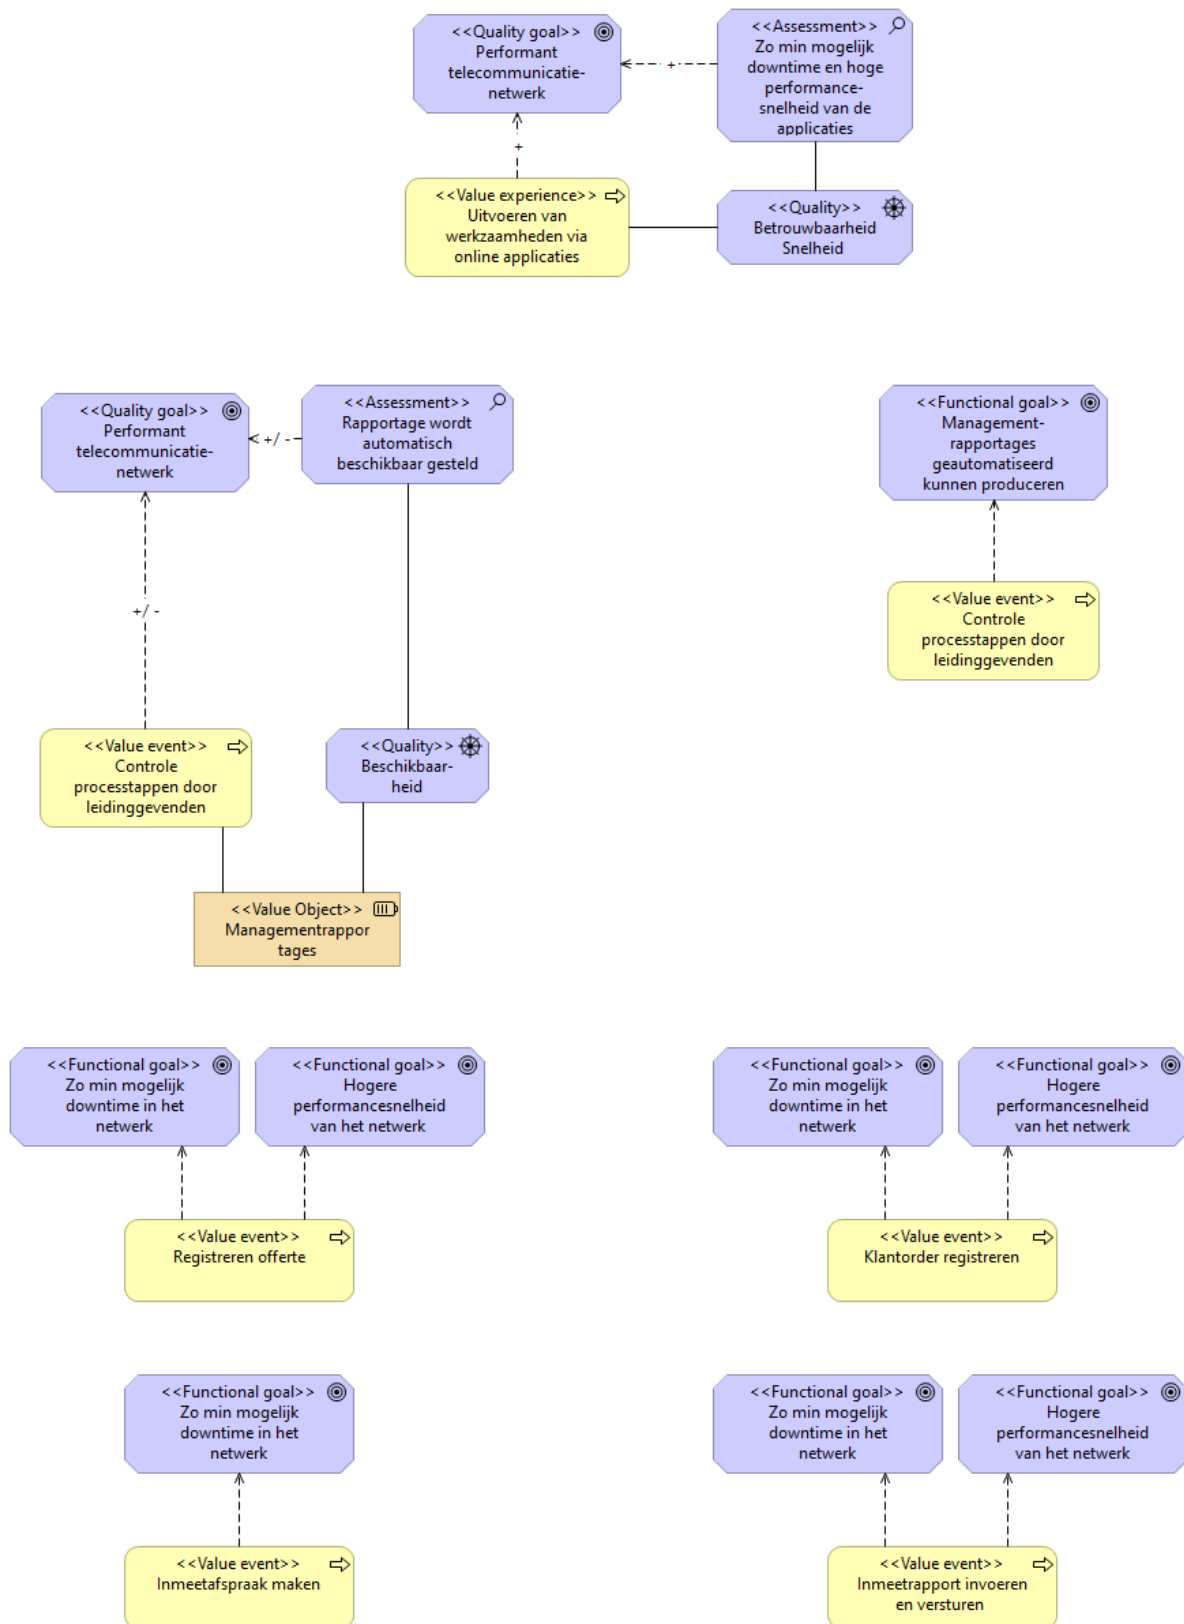 <<Quality goal>>
Performant
telecommunicatie-
netwerk
+
<<Assessment>>
Zo min mogelijk
downtime en hoge
performance-
snelheid van de
applicaties
+
<<Value experience>>
Uitvoeren van
werkzaamheden via
online applicaties
<<Quality>>
Betrouwbaarheid
Snelheid
<<Quality goal>>
Performant
telecommunicatie-
netwerk
+/ -
<<Assessment>>
Rapportage wordt
automatisch
beschikbaar gesteld
<<Functional goal>>
Management-
rapportages
geautomatiseerd
kunnen produceren
+/ -
<<Value event>>
Controle
processtappen door
leidinggevenden
<<Value event>>
Controle
processtappen door
leidinggevenden
<<Quality>>
Beschikbaar-
heid
<<Value Object>>
Managementrappor
tages
<<Functional goal>>
Zo min mogelijk
downtime in het
netwerk
<<Functional goal>>
Hogere
performancesnelheid
van het netwerk
<<Functional goal>>
Zo min mogelijk
downtime in het
netwerk
<<Functional goal>>
Hogere
performancesnelheid
van het netwerk
<<Value event>>
Registreren offerte
<<Value event>>
Klantorder registreren
<<Functional goal>>
Zo min mogelijk
downtime in het
netwerk
<<Functional goal>>
Zo min mogelijk
downtime in het
netwerk
<<Functional goal>>
Hogere
performancesnelheid
van het netwerk
<<Value event>>
Inmeetafspraak maken
<<Value event>>
Inmeetrapport invoeren
en versturen